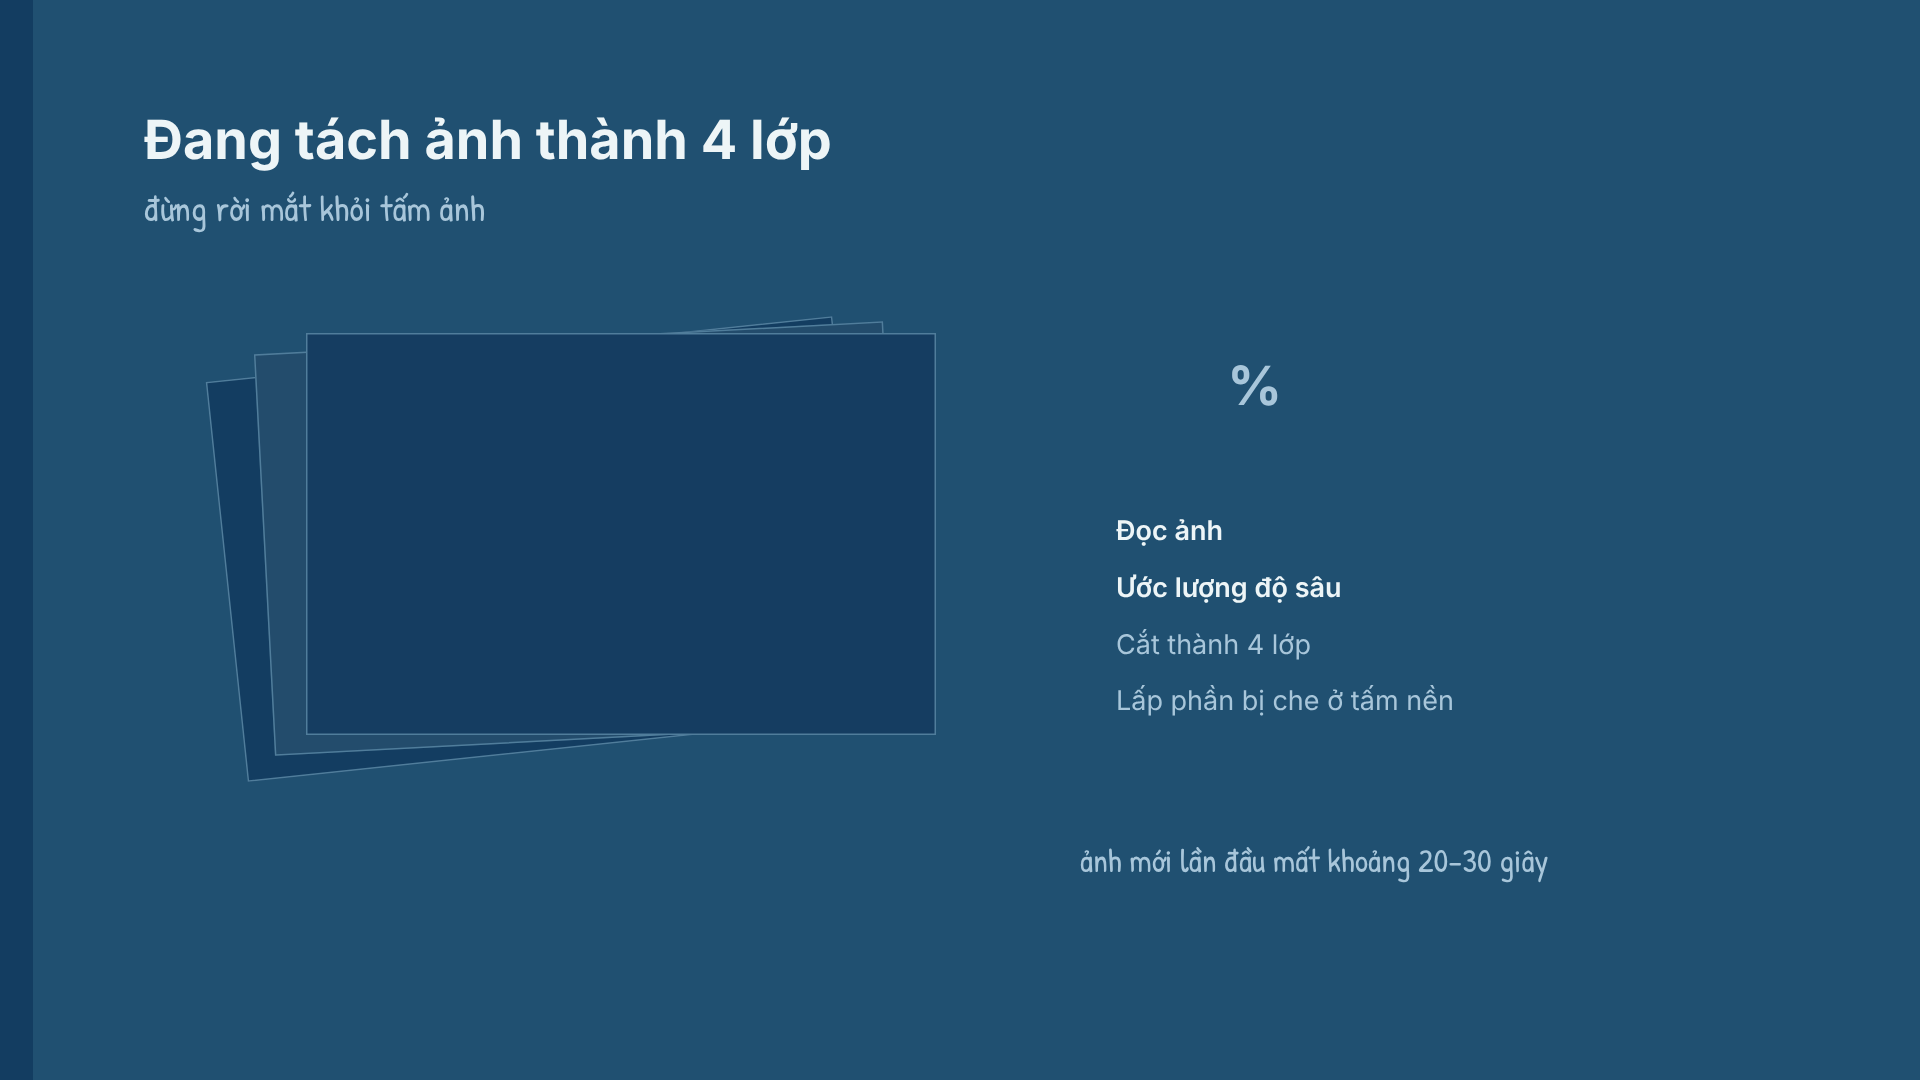 Đang tách ảnh thành 4 lớp
đừng rời mắt khỏi tấm ảnh
%
Đọc ảnh
Ước lượng độ sâu
Cắt thành 4 lớp
Lấp phần bị che ở tấm nền
ảnh mới lần đầu mất khoảng 20–30 giây